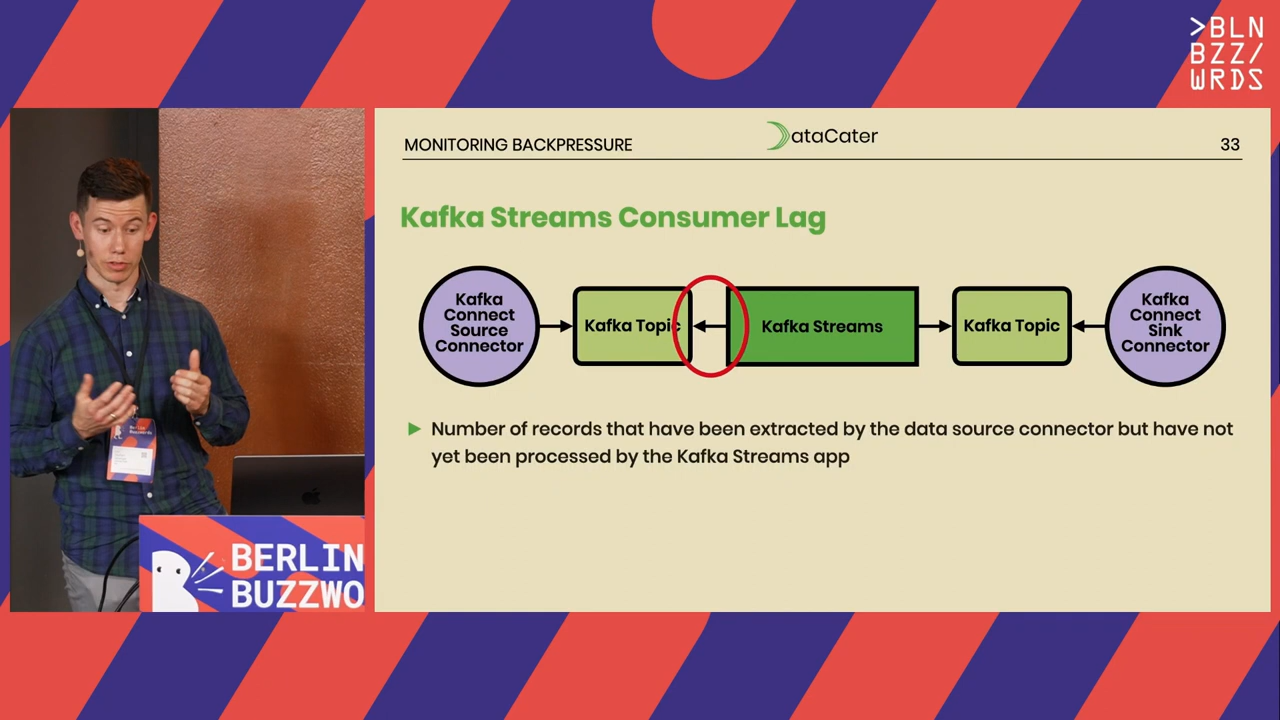 >BLN
BZZ/
WRDS
MONITORING BACKPRESSURE
DataCater
33
Kafka Streams Consumer Lag
Kafka
Connect
Source
Connector
Kafka Topic
Kafka Streams
Kafka Topic
Kafka
Connect
Sink
Connector
Number of records that have been extracted by the data source connector but have not
yet been processed by the Kafka Streams app
Berlin
Buzzwords
BERLIN
BUZZWO